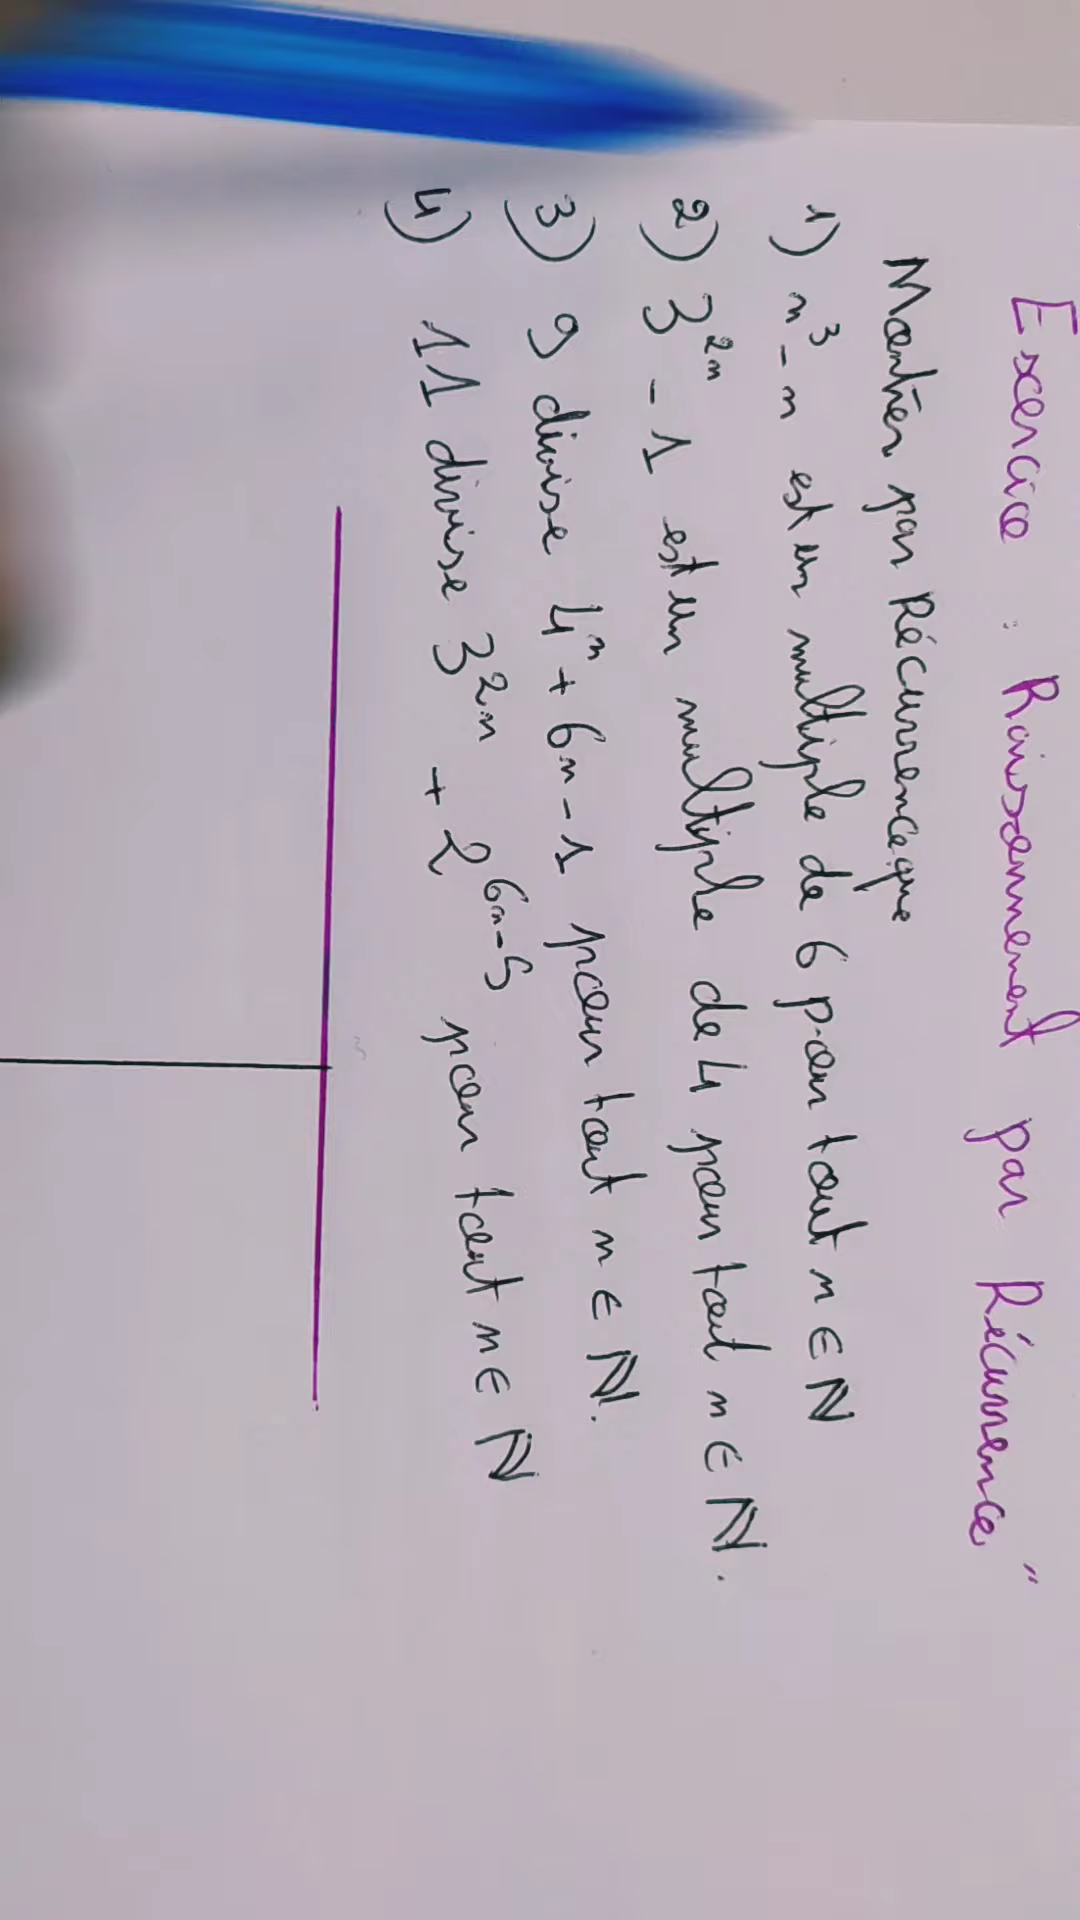 Exercice : Raisonnement par Récurrence"
Montrer par Récurrence que
1) n³ - n est un multiple de 6 pour tout n ∈ ℕ
2) 3²ⁿ - 1 est un multiple de 4 pour tout n ∈ ℕ.
3) 9 divise 4ⁿ + 6n - 1 pour tout n ∈ ℕ.
4) 11 divise 3²ⁿ + 2⁶ⁿ⁻⁵ pour tout n ∈ ℕ